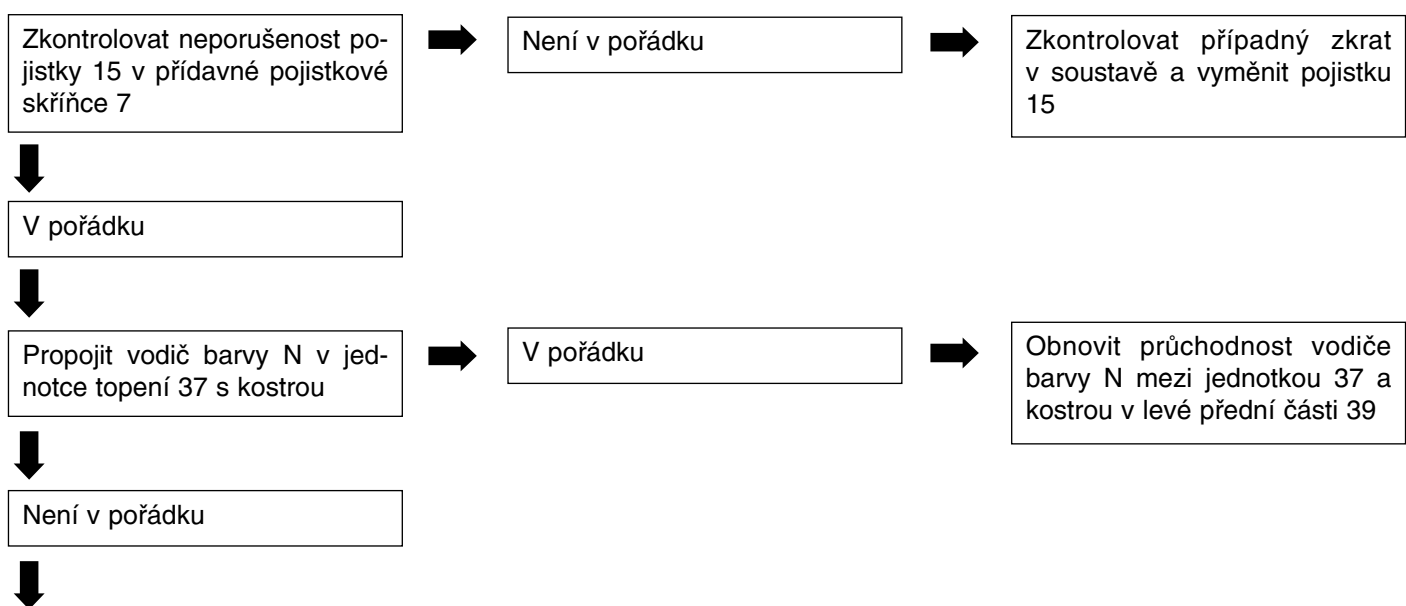 Zkontrolovat neporušenost po-
jistky 15 v přídavné pojistkové
skříňce 7
Není v pořádku
Zkontrolovat případný zkrat
v soustavě a vyměnit pojistku
15
V pořádku
Propojit vodič barvy N v jed-
notce topení 37 s kostrou
V pořádku
Obnovit průchodnost vodiče
barvy N mezi jednotkou 37 a
kostrou v levé přední části 39
Není v pořádku